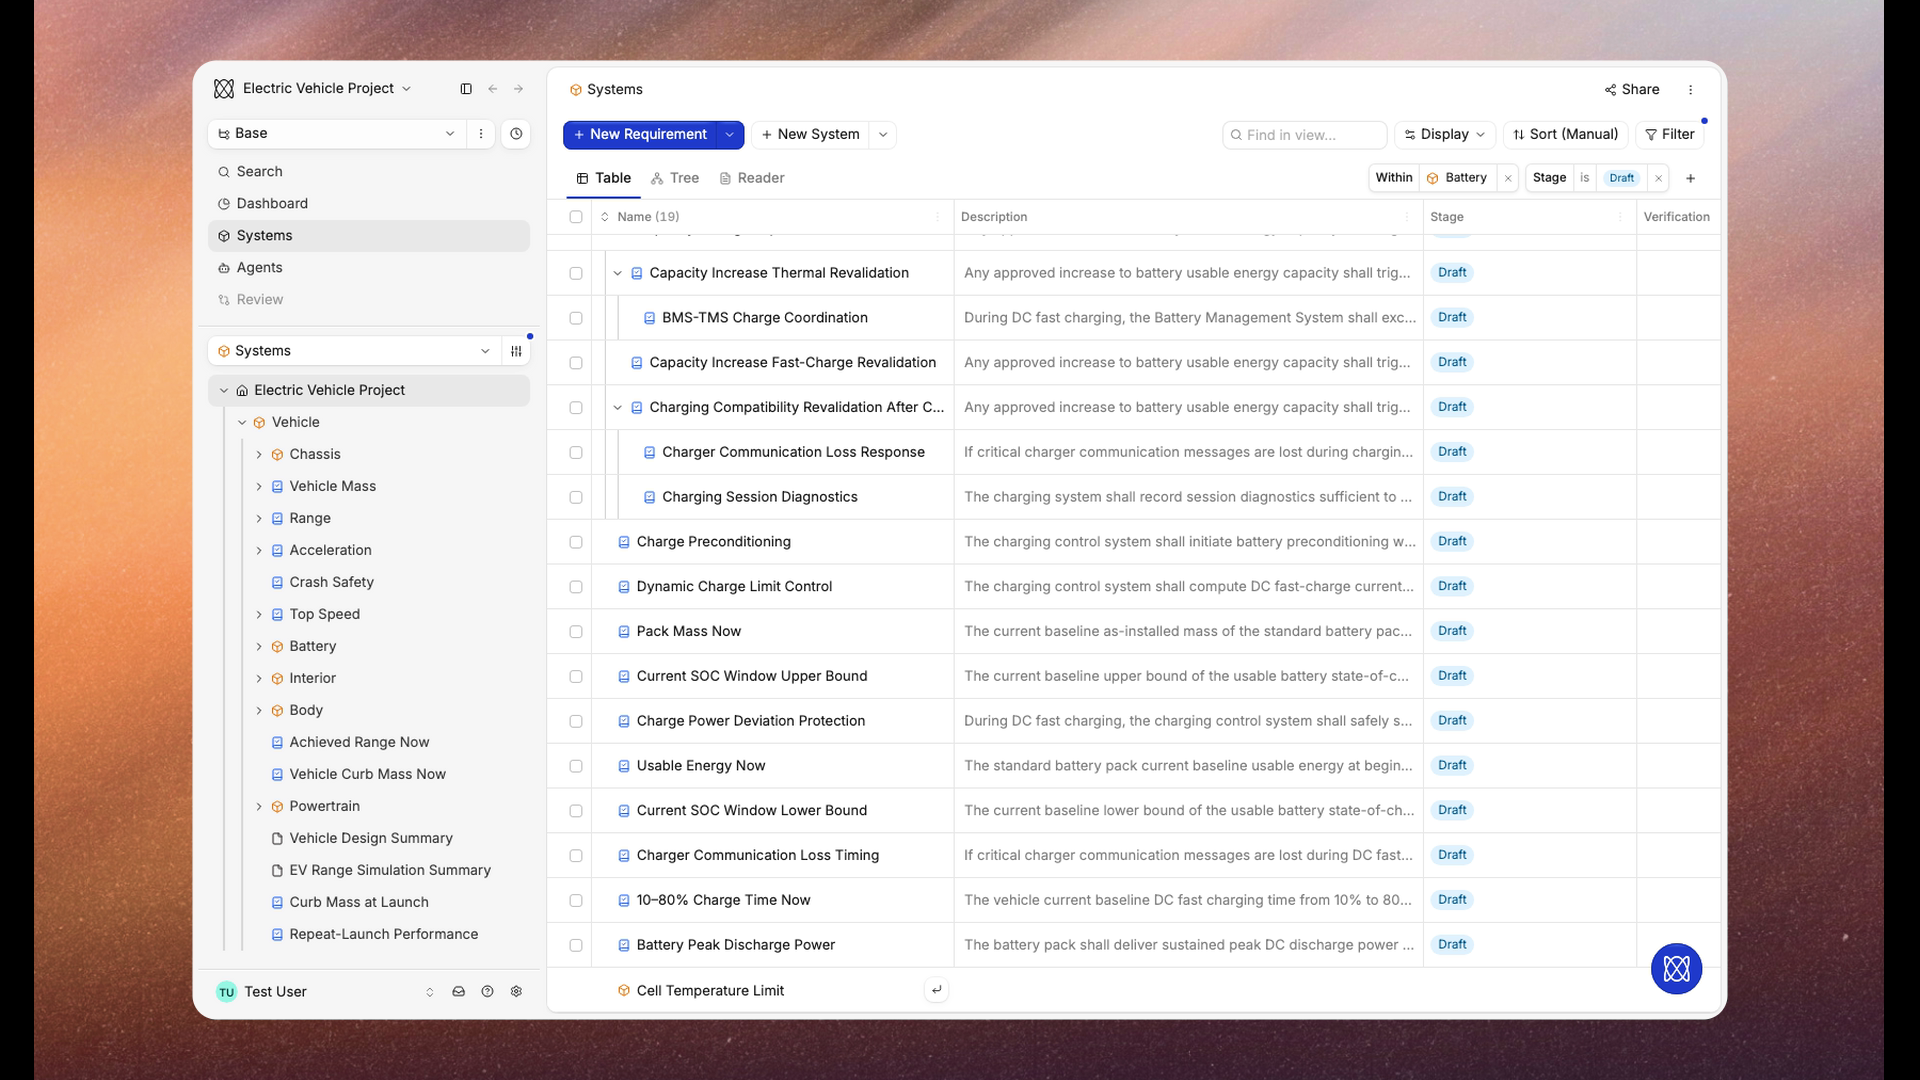 Electric Vehicle Project
Base
Search
Dashboard
Systems
Agents
Review
Systems
Electric Vehicle Project
Vehicle
Chassis
Vehicle Mass
Range
Acceleration
Crash Safety
Top Speed
Battery
Interior
Body
Achieved Range Now
Vehicle Curb Mass Now
Powertrain
Vehicle Design Summary
EV Range Simulation Summary
Curb Mass at Launch
Repeat-Launch Performance
TU Test User
Systems
Share
+ New Requirement
+ New System
Find in view...
Display
Sort (Manual)
Filter
Table
Tree
Reader
Within Battery ×
Stage is Draft ×
+
Name (19) Description Stage Verification
Capacity Increase Thermal Revalidation Any approved increase to battery usable energy capacity shall trig... Draft
BMS-TMS Charge Coordination During DC fast charging, the Battery Management System shall exc... Draft
Capacity Increase Fast-Charge Revalidation Any approved increase to battery usable energy capacity shall trig... Draft
Charging Compatibility Revalidation After C... Any approved increase to battery usable energy capacity shall trig... Draft
Charger Communication Loss Response If critical charger communication messages are lost during chargin... Draft
Charging Session Diagnostics The charging system shall record session diagnostics sufficient to ... Draft
Charge Preconditioning The charging control system shall initiate battery preconditioning w... Draft
Dynamic Charge Limit Control The charging control system shall compute DC fast-charge current... Draft
Pack Mass Now The current baseline as-installed mass of the standard battery pac... Draft
Current SOC Window Upper Bound The current baseline upper bound of the usable battery state-of-c... Draft
Charge Power Deviation Protection During DC fast charging, the charging control system shall safely s... Draft
Usable Energy Now The standard battery pack current baseline usable energy at begin... Draft
Current SOC Window Lower Bound The current baseline lower bound of the usable battery state-of-ch... Draft
Charger Communication Loss Timing If critical charger communication messages are lost during DC fast... Draft
10–80% Charge Time Now The vehicle current baseline DC fast charging time from 10% to 80... Draft
Battery Peak Discharge Power The battery pack shall deliver sustained peak DC discharge power ... Draft
Cell Temperature Limit